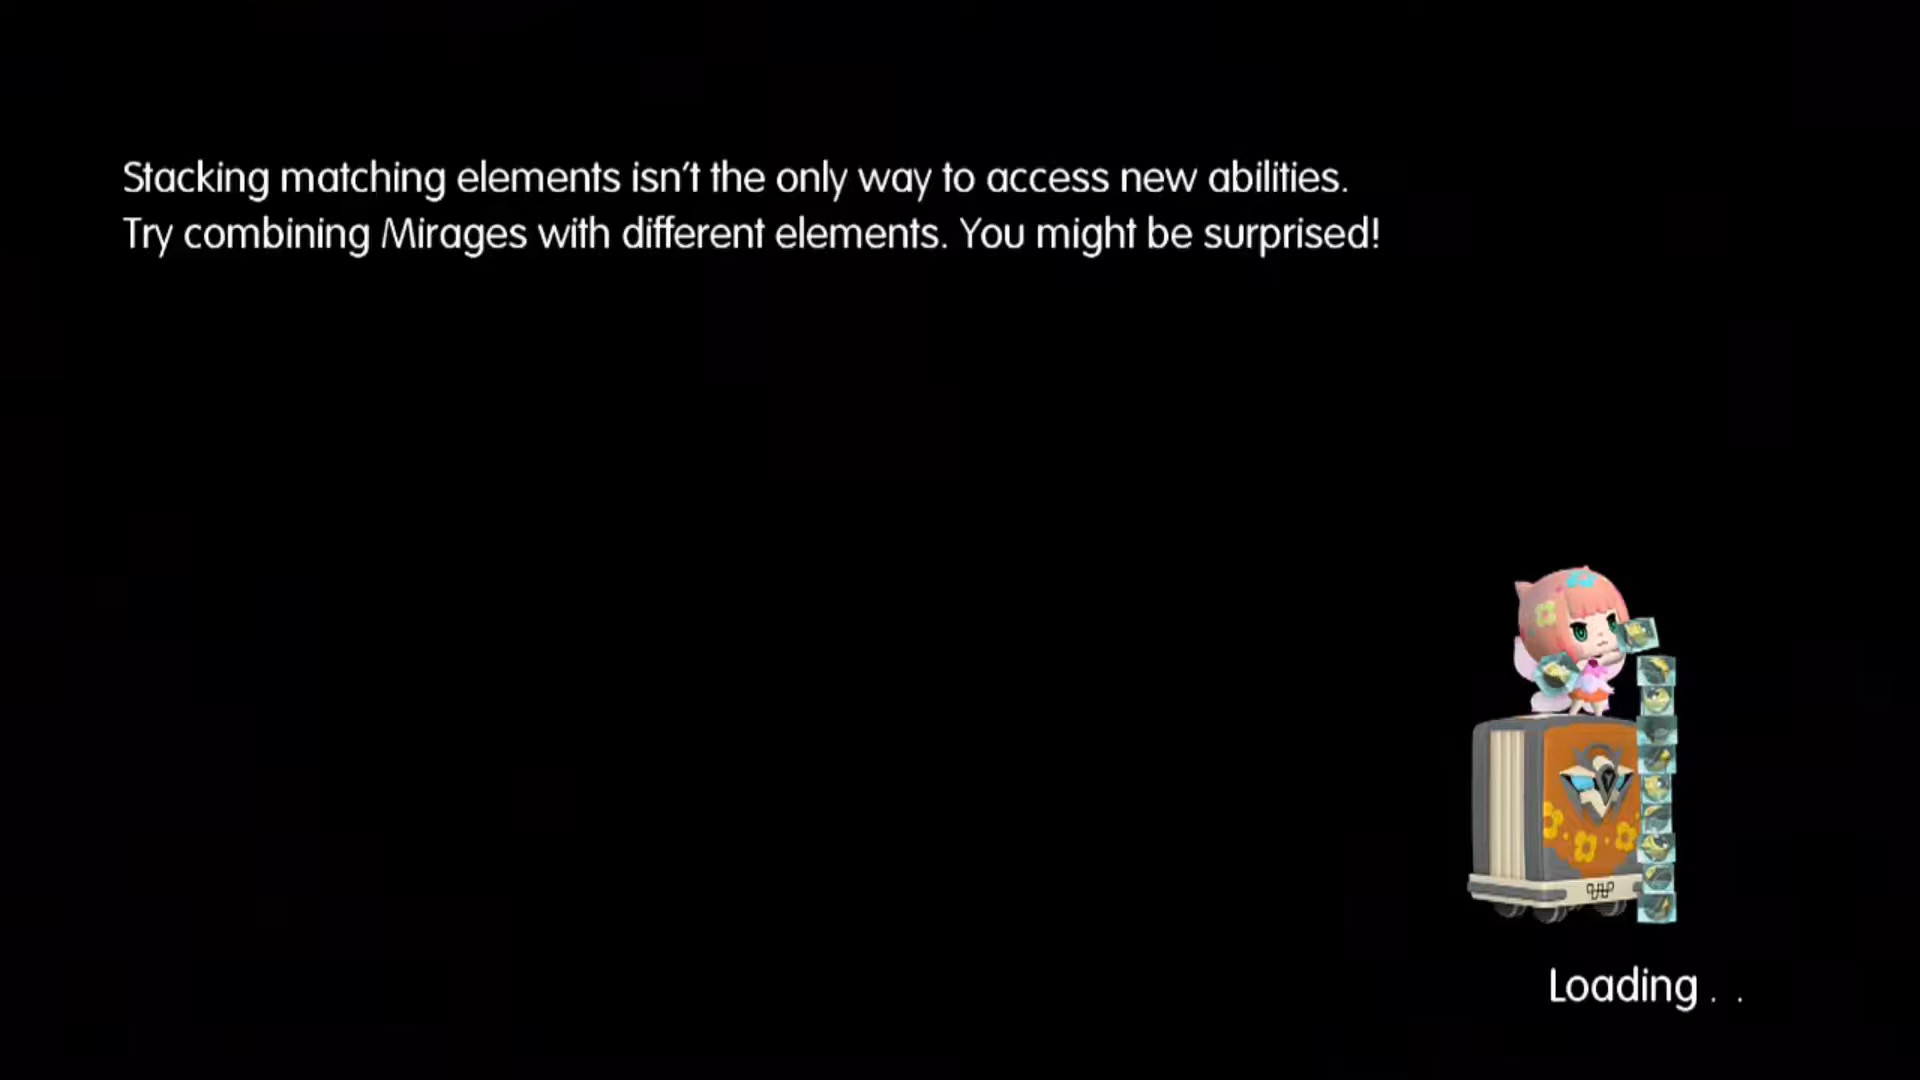 Stacking matching elements isn't the only way to access new abilities.
Try combining Mirages with different elements. You might be surprised!
Loading . .